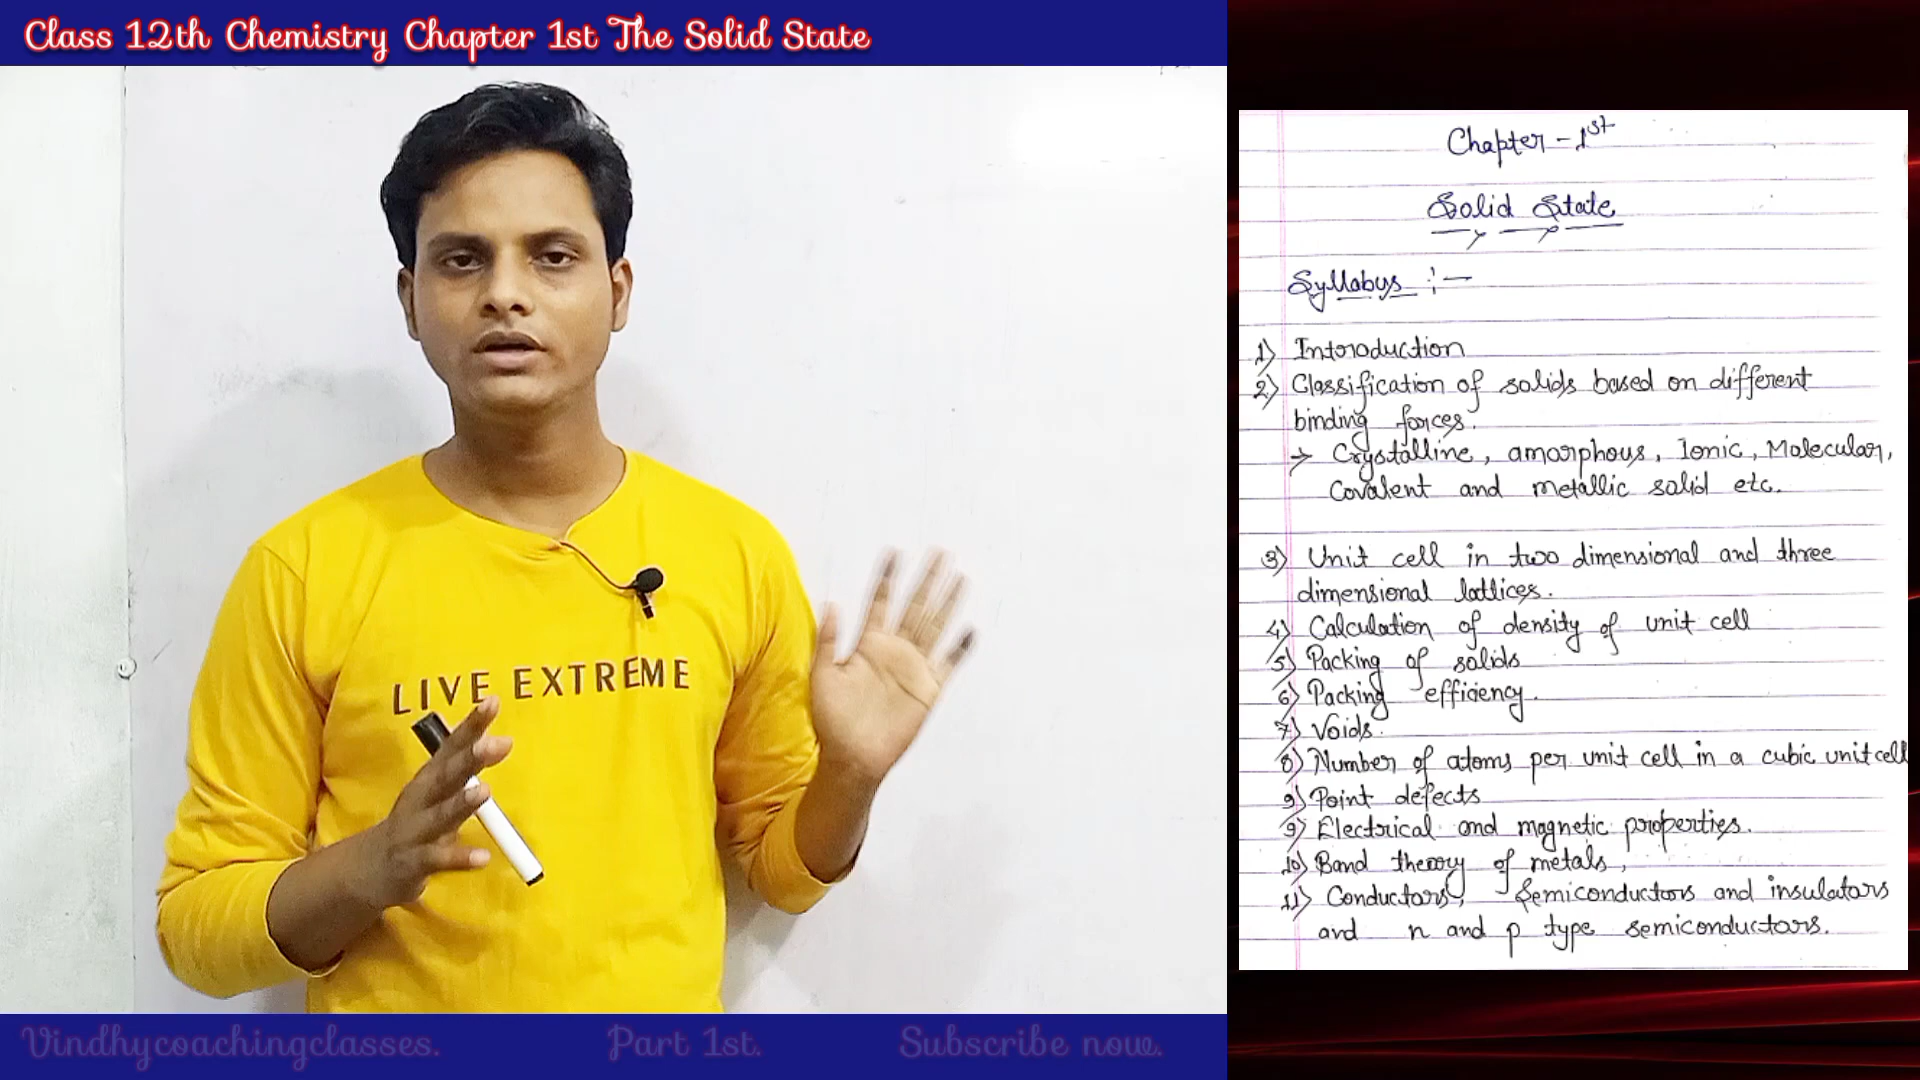 Class 12th Chemistry Chapter 1st The Solid State
LIVE EXTREME
Vindhycoachingclasses.
Part 1st.
Subscribe now.
Chapter - 1st
Solid State
Syllabus :-
1) Introduction
2) Classification of solids based on different
binding forces.
→ Crystalline, amorphous, Ionic, Molecular,
Covalent and metallic solid etc.
3) Unit cell in two dimensional and three
dimensional lattices.
4) Calculation of density of unit cell
5) Packing of solids
6) Packing efficiency.
7) Voids.
8) Number of atoms per unit cell in a cubic unit cell
9) Point defects
9) Electrical and magnetic properties.
10) Band theory of metals,
11) Conductors, Semiconductors and insulators
and n and p type semiconductors.